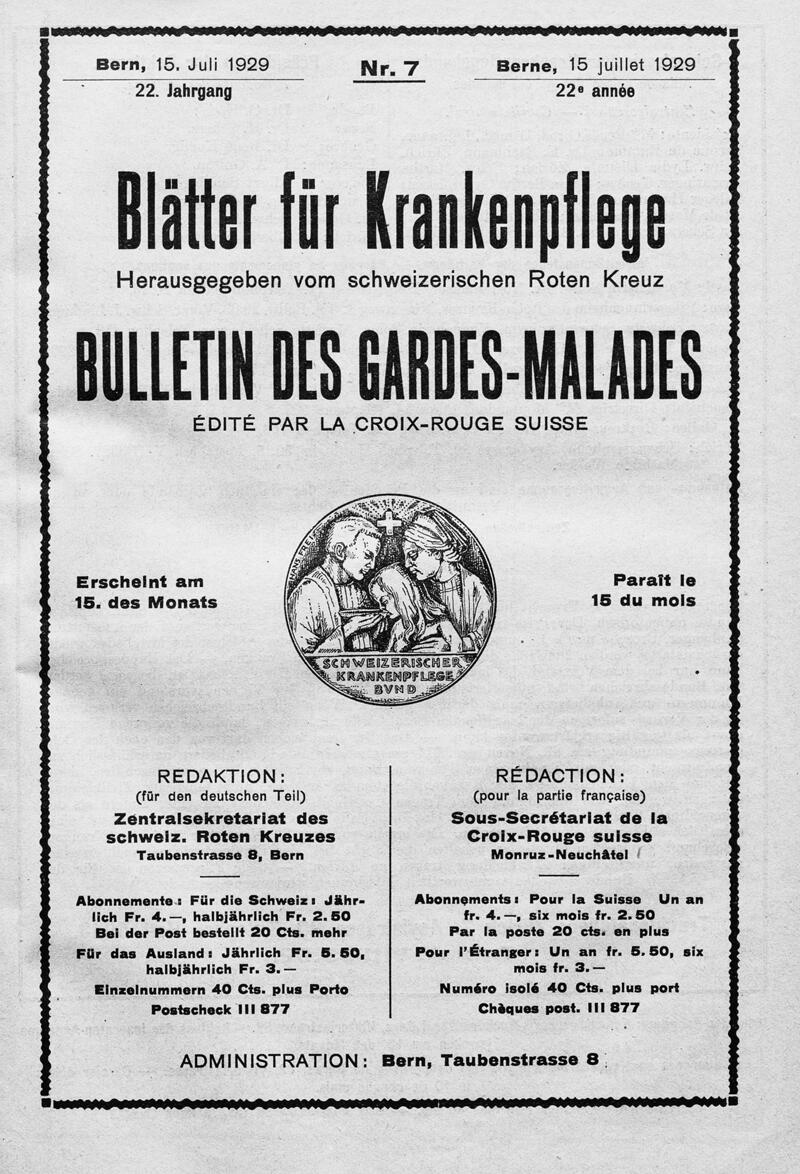 Bern, 15. Juli 1929
22. Jahrgang
Nr. 7
Berne, 15 juillet 1929
22e année
Blätter für Krankenpflege
Herausgegeben vom schweizerischen Roten Kreuz
BULLETIN DES GARDES-MALADES
ÉDITÉ PAR LA CROIX-ROUGE SUISSE
Erscheint am
15. des Monats
HANS FREI
SCHWEIZERISCHER
KRANKENPFLEGE
BVND
Paraît le
15 du mois
REDAKTION:
(für den deutschen Teil)
Zentralsekretariat des
schweiz. Roten Kreuzes
Taubenstrasse 8, Bern
Abonnemente: Für die Schweiz: Jähr-
lich Fr. 4.—, halbjährlich Fr. 2.50
Bei der Post bestellt 20 Cts. mehr
Für das Ausland: Jährlich Fr. 5.50,
halbjährlich Fr. 3.—
Einzelnummern 40 Cts. plus Porto
Postscheck III 877
RÉDACTION:
(pour la partie française)
Sous-Secrétariat de la
Croix-Rouge suisse
Monruz-Neuchâtel
Abonnements: Pour la Suisse Un an
fr. 4.—, six mois fr. 2.50
Par la poste 20 cts. en plus
Pour l'Étranger: Un an fr. 5.50, six
mois fr. 3.—
Numéro isolé 40 Cts. plus port
Chèques post. III 877
ADMINISTRATION: Bern, Taubenstrasse 8